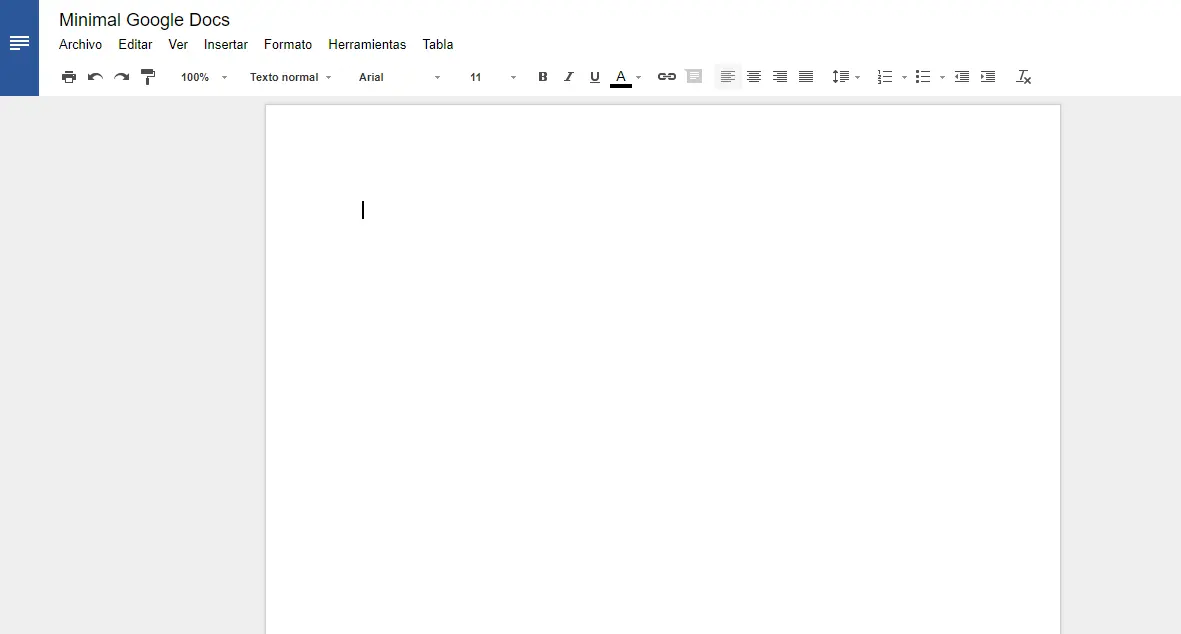 Minimal Google Docs
Archivo Editar Ver Insertar Formato Herramientas Tabla
100% Texto normal Arial 11 B I U A